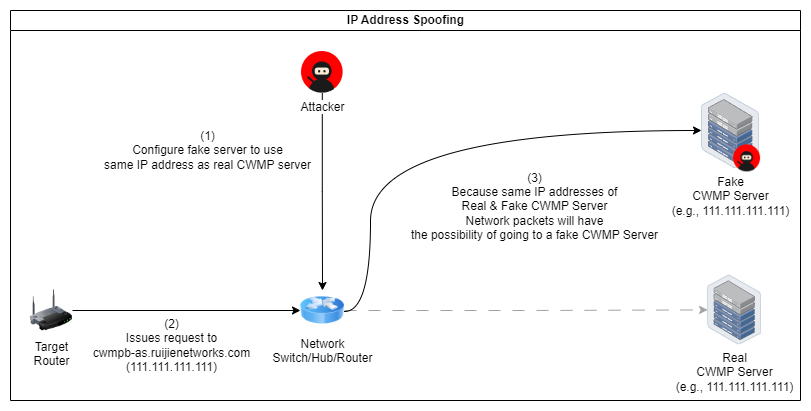 IP Address Spoofing
Attacker
(1)
Configure fake server to use
same IP address as real CWMP server
(3)
Because same IP addresses of
Real & Fake CWMP Server
Network packets will have
the possibility of going to a fake CWMP Server
Fake
CWMP Server
(e.g., 111.111.111.111)
Target
Router
(2)
Issues request to
cwmpb-as.ruijienetworks.com
(111.111.111.111)
Network
Switch/Hub/Router
Real
CWMP Server
(e.g., 111.111.111.111)